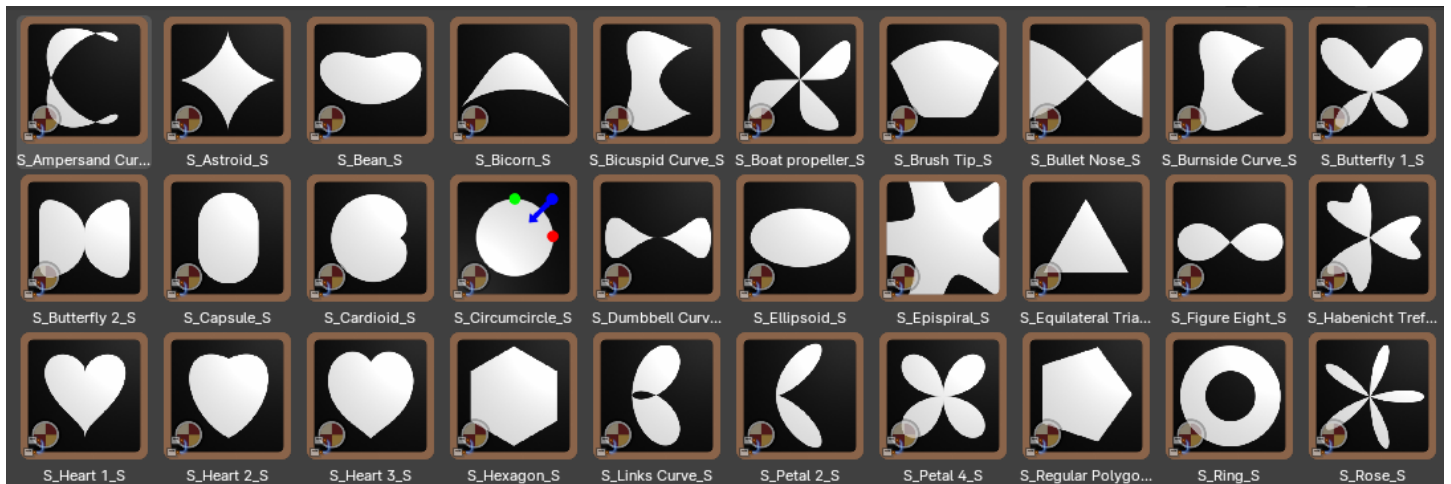 S_Ampersand Cur...
S_Astroid_S
S_Bean_S
S_Bicorn_S
S_Bicuspid Curve_S
S_Boat propeller_S
S_Brush Tip_S
S_Bullet Nose_S
S_Burnside Curve_S
S_Butterfly 1_S
S_Butterfly 2_S
S_Capsule_S
S_Cardioid_S
S_Circumcircle_S
S_Dumbbell Curv...
S_Ellipsoid_S
S_Epispiral_S
S_Equilateral Tria...
S_Figure Eight_S
S_Habenicht Tref...
S_Heart 1_S
S_Heart 2_S
S_Heart 3_S
S_Hexagon_S
S_Links Curve_S
S_Petal 2_S
S_Petal 4_S
S_Regular Polygo...
S_Ring_S
S_Rose_S